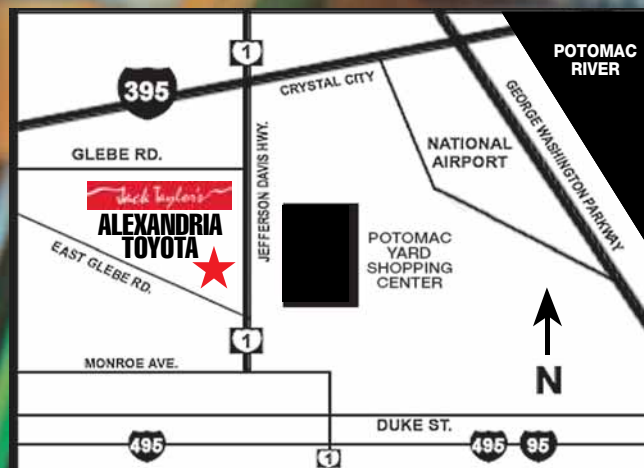 1
POTOMAC
RIVER
395
CRYSTAL CITY
GEORGE WASHINGTON PARKWAY
NATIONAL
AIRPORT
GLEBE RD.
JEFFERSON DAVIS HWY.
Jack Taylor's
ALEXANDRIA
TOYOTA
EAST GLEBE RD.
POTOMAC
YARD
SHOPPING
CENTER
1
MONROE AVE.
N
DUKE ST.
495
1
495
95